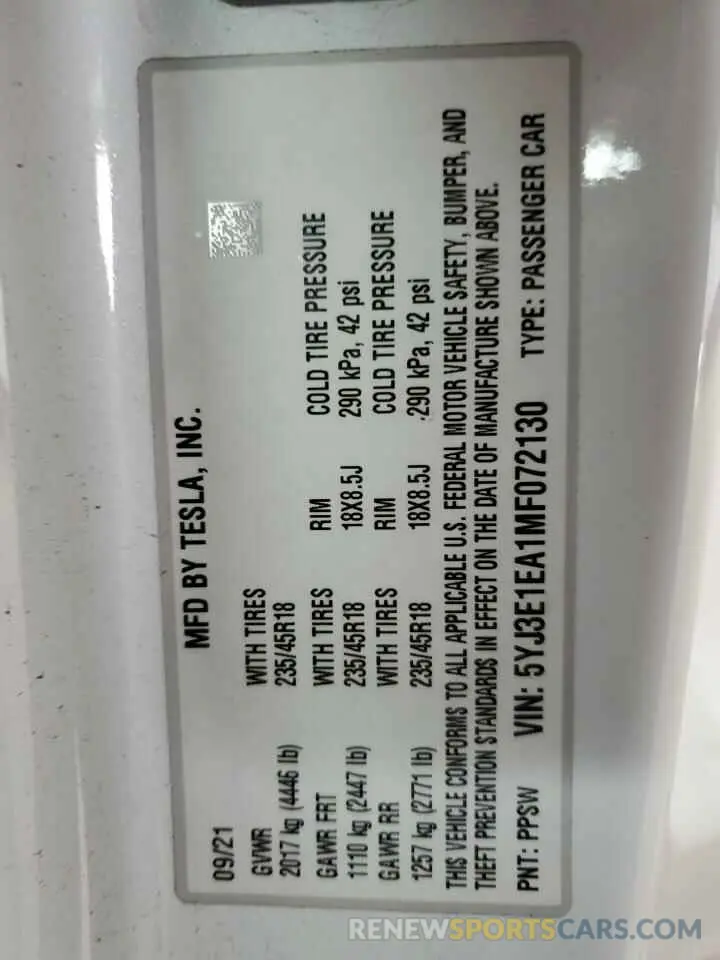 MFD BY TESLA, INC.
09/21
GVWR WITH TIRES
2017 kg (4446 lb) 235/45R18
GAWR FRT WITH TIRES RIM COLD TIRE PRESSURE
1110 kg (2447 lb) 235/45R18 18X8.5J 290 kPa, 42 psi
GAWR RR WITH TIRES RIM COLD TIRE PRESSURE
1257 kg (2771 lb) 235/45R18 18X8.5J 290 kPa, 42 psi
THIS VEHICLE CONFORMS TO ALL APPLICABLE U.S. FEDERAL MOTOR VEHICLE SAFETY, BUMPER, AND
THEFT PREVENTION STANDARDS IN EFFECT ON THE DATE OF MANUFACTURE SHOWN ABOVE.
PNT: PPSW VIN: 5YJ3E1EA1MF072130 TYPE: PASSENGER CAR
RENEWSPORTSCARS.COM